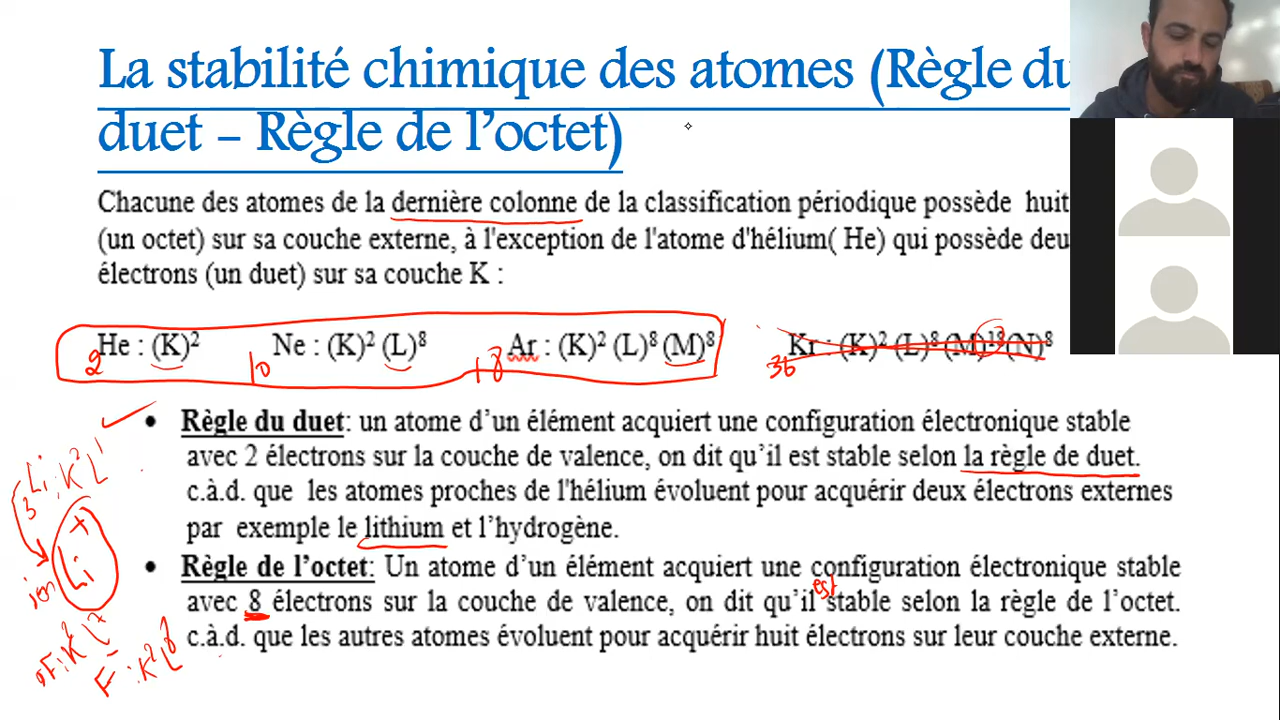 La stabilité chimique des atomes (Règle du
duet – Règle de l’octet)
Chacune des atomes de la dernière colonne de la classification périodique possède huit
(un octet) sur sa couche externe, à l'exception de l'atome d'hélium( He) qui possède
électrons (un duet) sur sa couche K :
He : (K)² Ne : (K)² (L)⁸ Ar : (K)² (L)⁸ (M)⁸ Kr : (K)² (L)⁸ (M)¹⁸ (N)⁸
2 10 18 36
• Règle du duet: un atome d’un élément acquiert une configuration électronique stable
avec 2 électrons sur la couche de valence, on dit qu’il est stable selon la règle de duet.
c.à.d. que les atomes proches de l'hélium évoluent pour acquérir deux électrons externes
par exemple le lithium et l’hydrogène.
• Règle de l’octet: Un atome d’un élément acquiert une configuration électronique stable
est
avec 8 électrons sur la couche de valence, on dit qu’il stable selon la règle de l’octet.
c.à.d. que les autres atomes évoluent pour acquérir huit électrons sur leur couche externe.
₃Li : K² L¹
Li⁺
ion
₉F : K² L⁷
F⁻ : K² L⁸